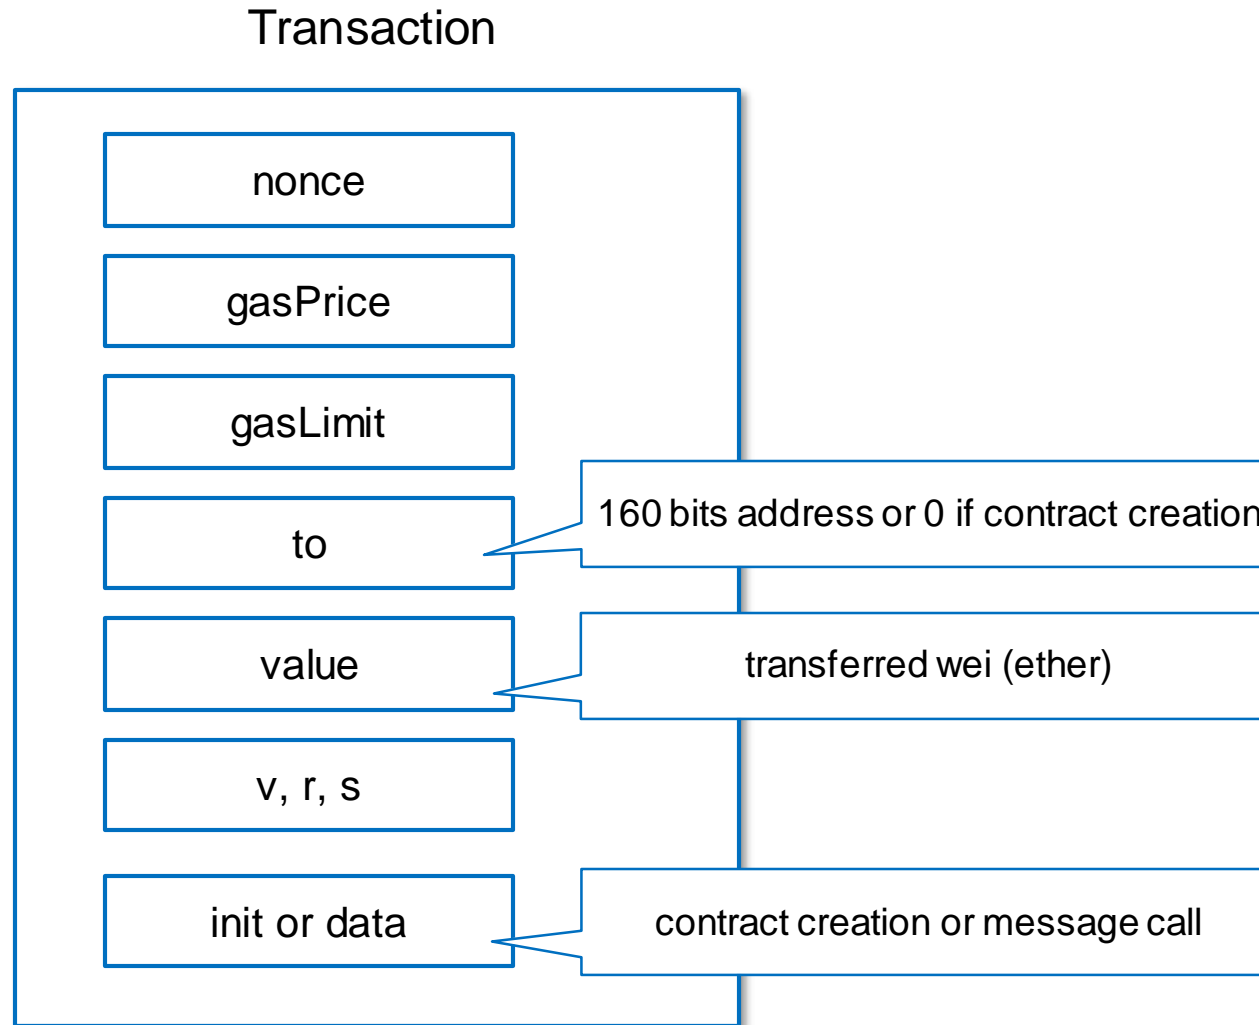 Transaction
nonce
gasPrice
gasLimit
to
160 bits address or 0 if contract creation
value
transferred wei (ether)
v, r, s
init or data
contract creation or message call